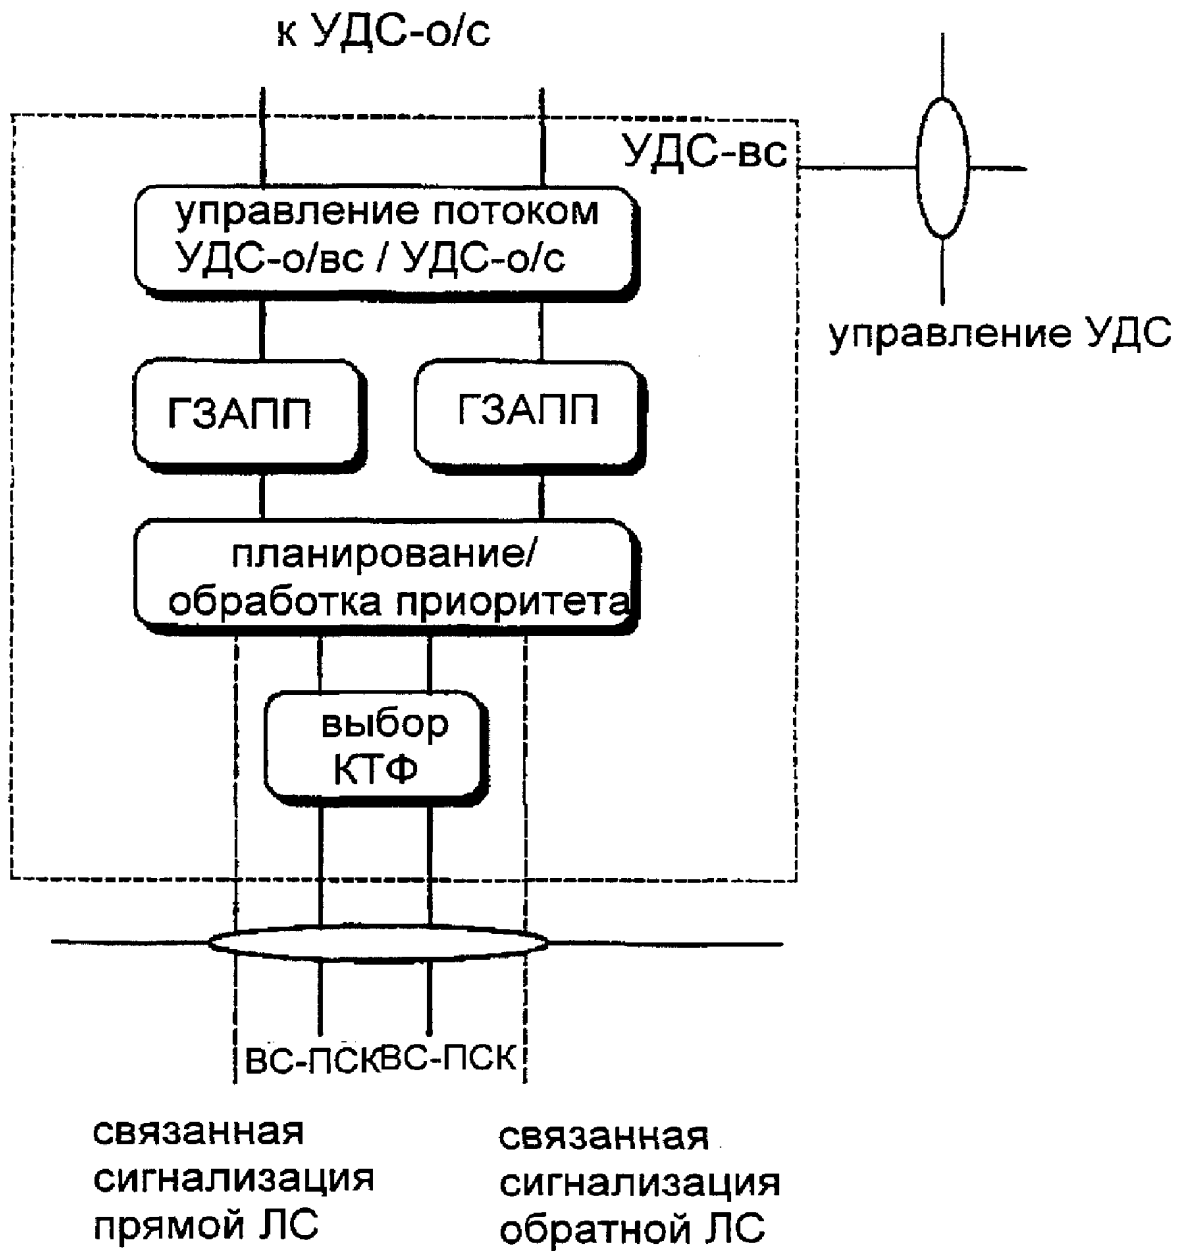 к УДС-о/с
УДС-вс
управление потоком
УДС-о/вс / УДС-о/с
управление УДС
ГЗАПП
ГЗАПП
планирование/
обработка приоритета
выбор
КТФ
ВС-ПСК
ВС-ПСК
связанная
сигнализация
прямой ЛС
связанная
сигнализация
обратной ЛС